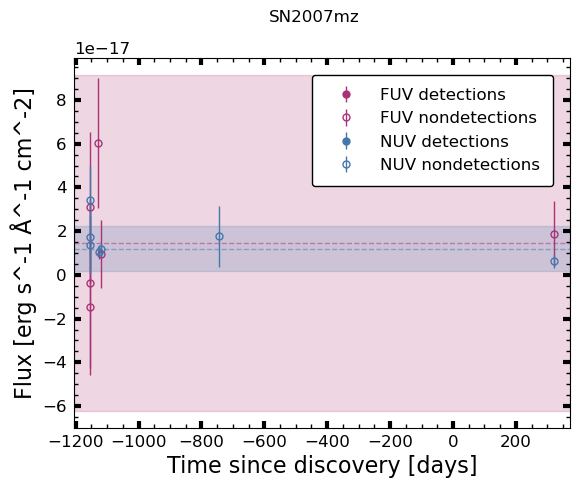 SN2007mz
1e−17
FUV detections
FUV nondetections
NUV detections
NUV nondetections
8
6
4
2
0
−2
−4
−6
Flux [erg s^-1 Å^-1 cm^-2]
−1200 −1000 −800 −600 −400 −200 0 200
Time since discovery [days]